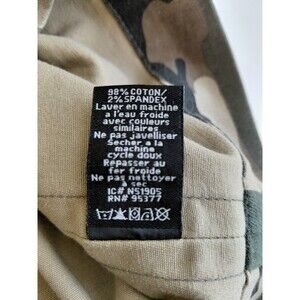 98% COTON/
2% SPANDEX
Laver en machine
a l'eau froide
avec couleurs
similaires
Ne pas javelliser
Secher a la
machine
cycle doux
Repasser au
fer froid
Ne pas nettoyer
a sec
IC# N51905
RN# 95377